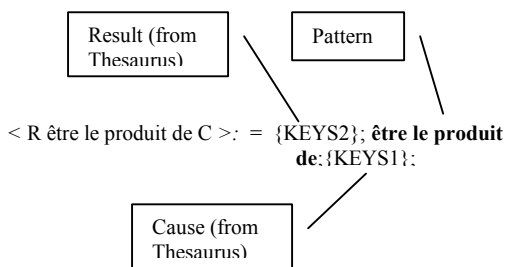 Result (from
Thesaurus)
Pattern
< R être le produit de C >: = {KEYS2}; être le produit
de;{KEYS1};
Cause (from
Thesaurus)